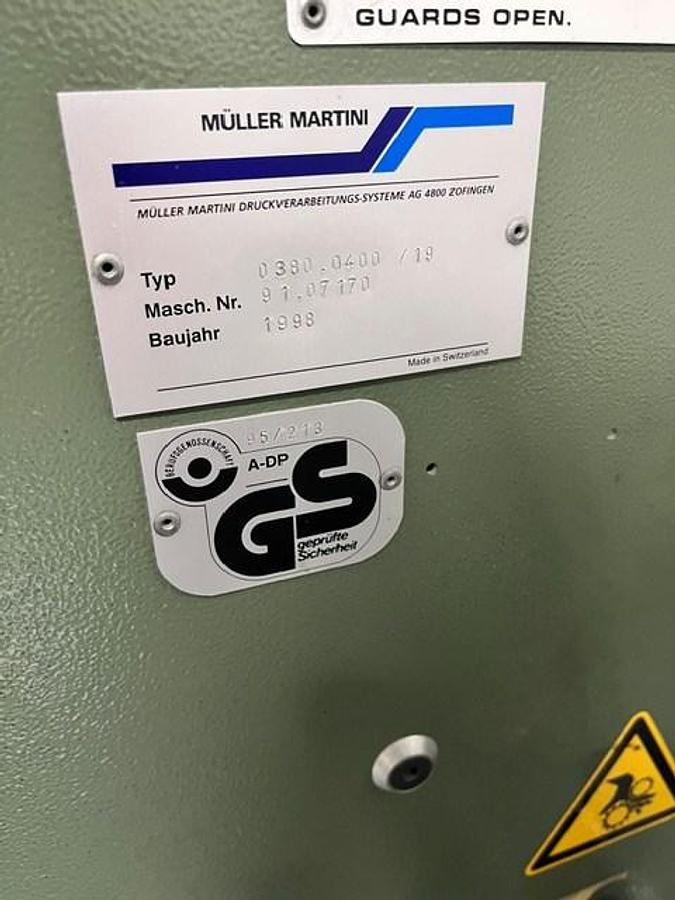 GUARDS OPEN.
MÜLLER MARTINI
MÜLLER MARTINI DRUCKVERARBEITUNGS-SYSTEME AG 4800 ZOFINGEN
Typ 0380.0400 /19
Masch. Nr. 91.07170
Baujahr 1998
Made in Switzerland
BERUFSGENOSSENSCHAFT
95/213
A-DP
GS
geprüfte
Sicherheit